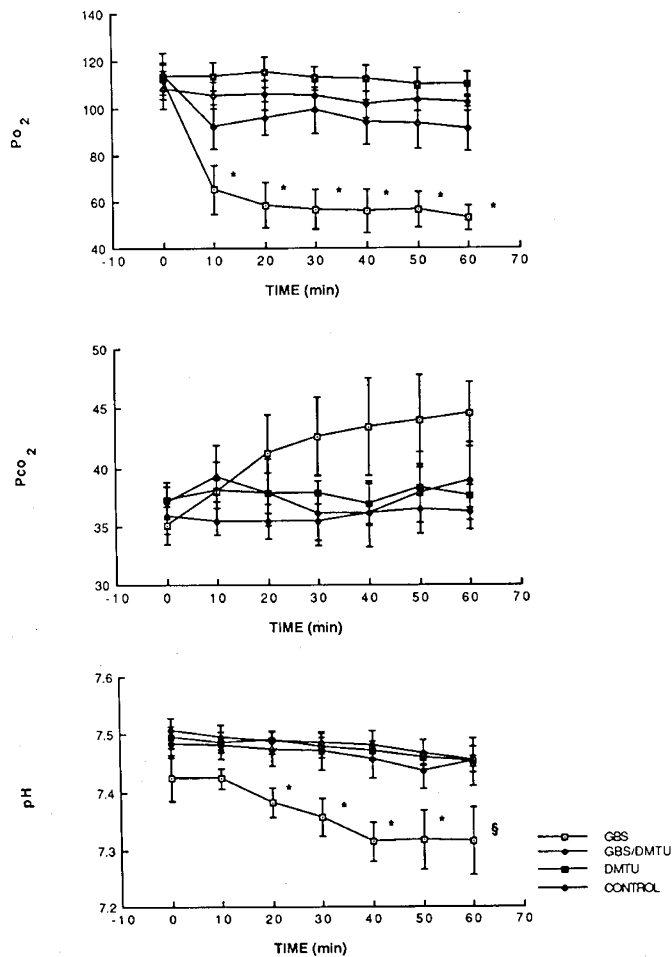 140
120
100
80
60
40
Po2
* * * * * *
-10 0 10 20 30 40 50 60 70
TIME (min)
50
45
40
35
30
Pco2
-10 0 10 20 30 40 50 60 70
TIME (min)
7.6
7.5
7.4
7.3
7.2
pH
* * * * §
-10 0 10 20 30 40 50 60 70
TIME (min)
GBS
GBS/DMTU
DMTU
CONTROL